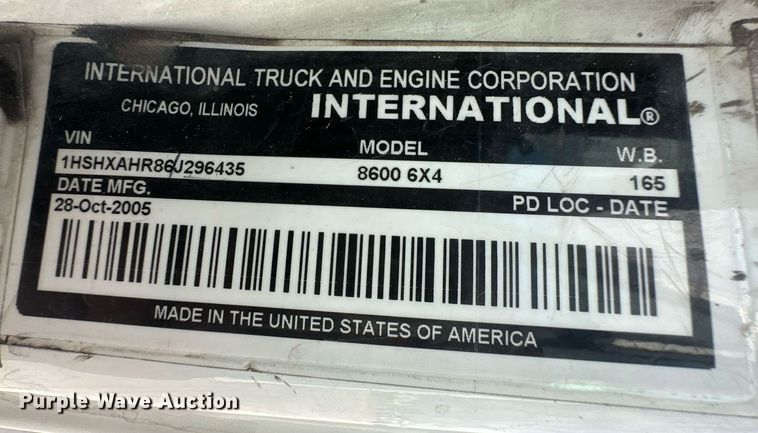 INTERNATIONAL TRUCK AND ENGINE CORPORATION
CHICAGO, ILLINOIS INTERNATIONAL®
VIN MODEL W.B.
1HSHXAHR86J296435 8600 6X4 165
DATE MFG. PD LOC - DATE
28-Oct-2005
MADE IN THE UNITED STATES OF AMERICA
Purple Wave Auction